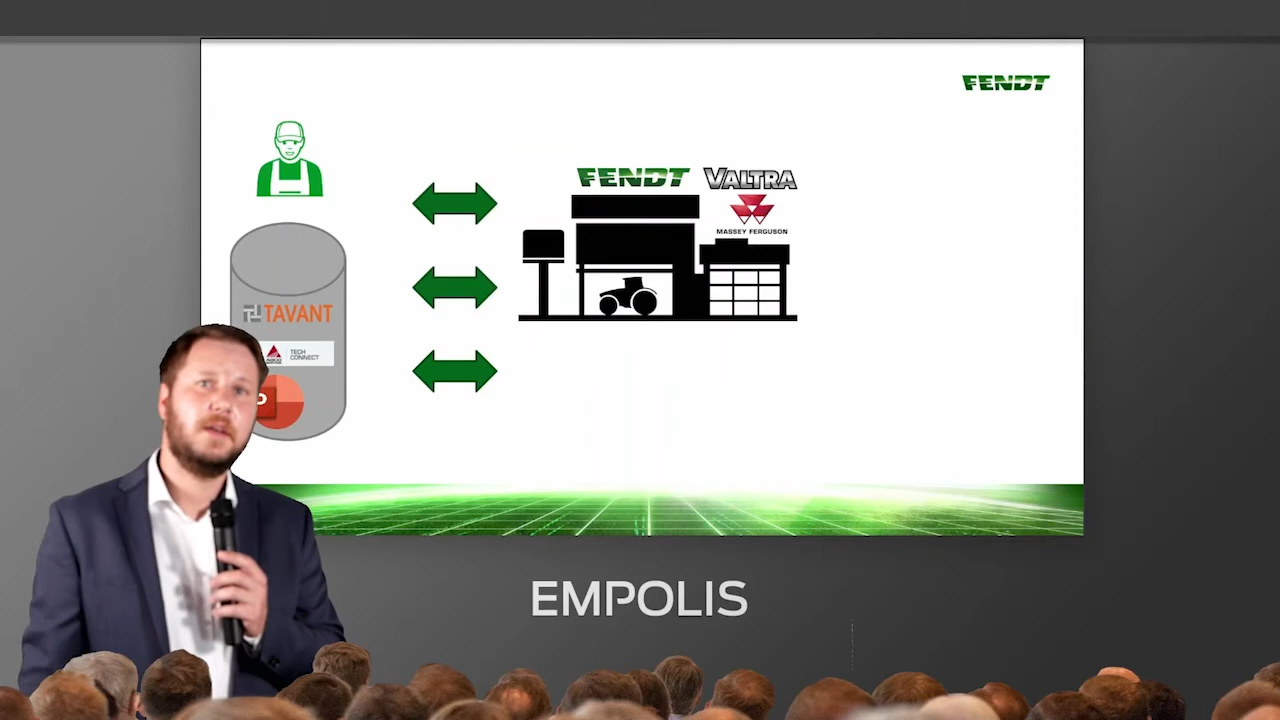 FENDT
FENDT
VALTRA
MASSEY FERGUSON
TAVANT
TECH
CONNECT
P
EMPOLIS